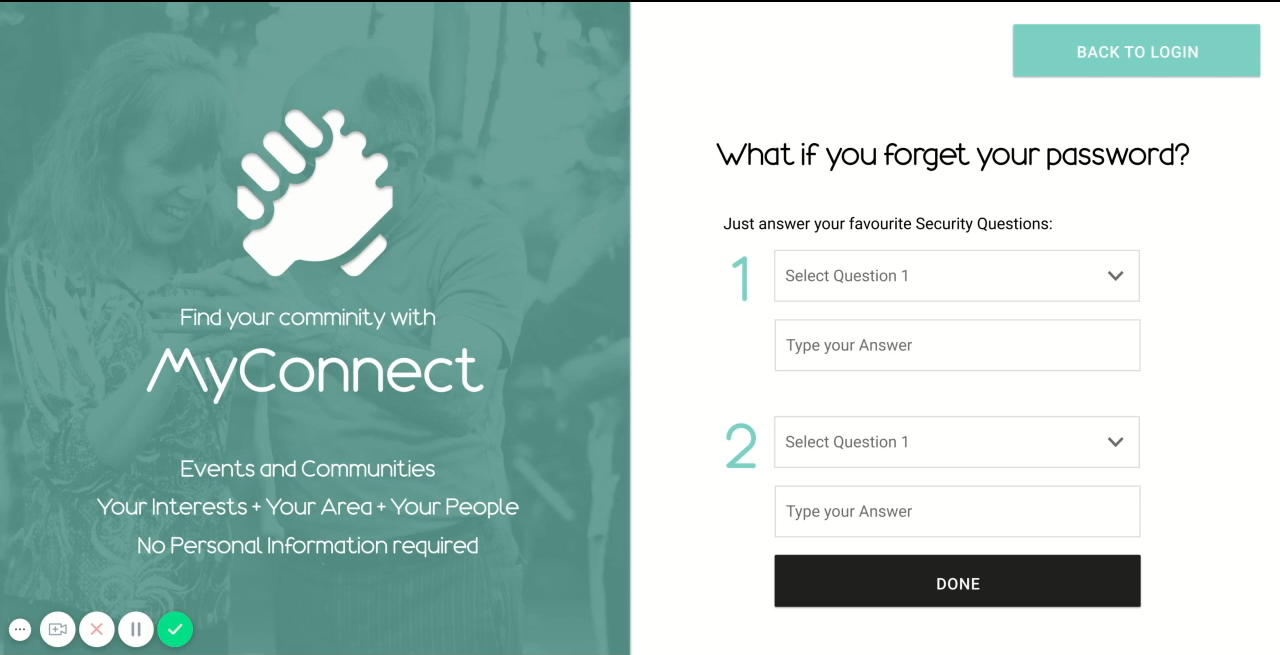 BACK TO LOGIN
What if you forget your password?
Just answer your favourite Security Questions:
1
Select Question 1
Type your Answer
2
Select Question 1
Type your Answer
DONE
Find your comminity with
MyConnect
Events and Communities
Your Interests + Your Area + Your People
No Personal Information required